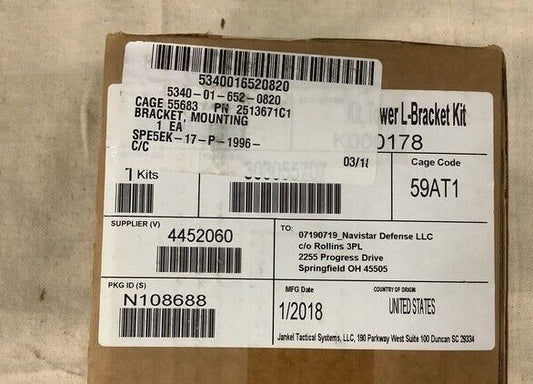 5340016520820
5340-01-652-0820
CAGE 55683 PN 2513671C1
BRACKET, MOUNTING
1 EA
SPE5EK-17-P-1996-
C/C
03/18
L-Bracket Kit
178
Cage Code
59AT1
1 Kits
SUPPLIER (V)
4452060
TO:
07190719_Navistar Defense LLC
c/o Rollins 3PL
2255 Progress Drive
Springfield OH 45505
PKG ID (S)
N108688
MFG Date
1/2018
COUNTRY OF ORIGIN
UNITED STATES
Jankel Tactical Systems, LLC, 190 Parkway West Suite 100 Duncan SC 29334